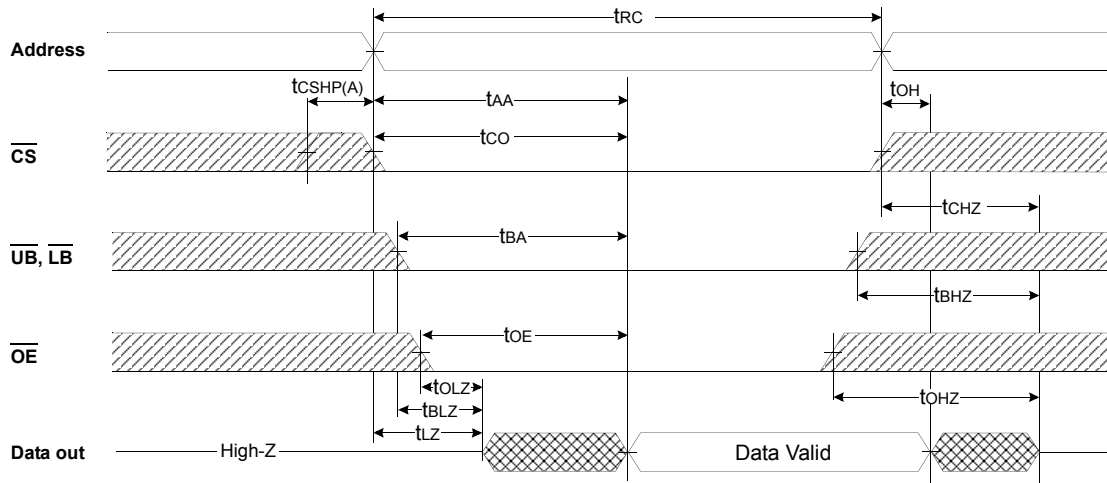 tRC
Address
tCSHP(A)
tAA
tOH
tCO
CS
tCHZ
tBA
UB, LB
tBHZ
tOE
OE
tOLZ
tOHZ
tBLZ
tLZ
Data out
High-Z
Data Valid